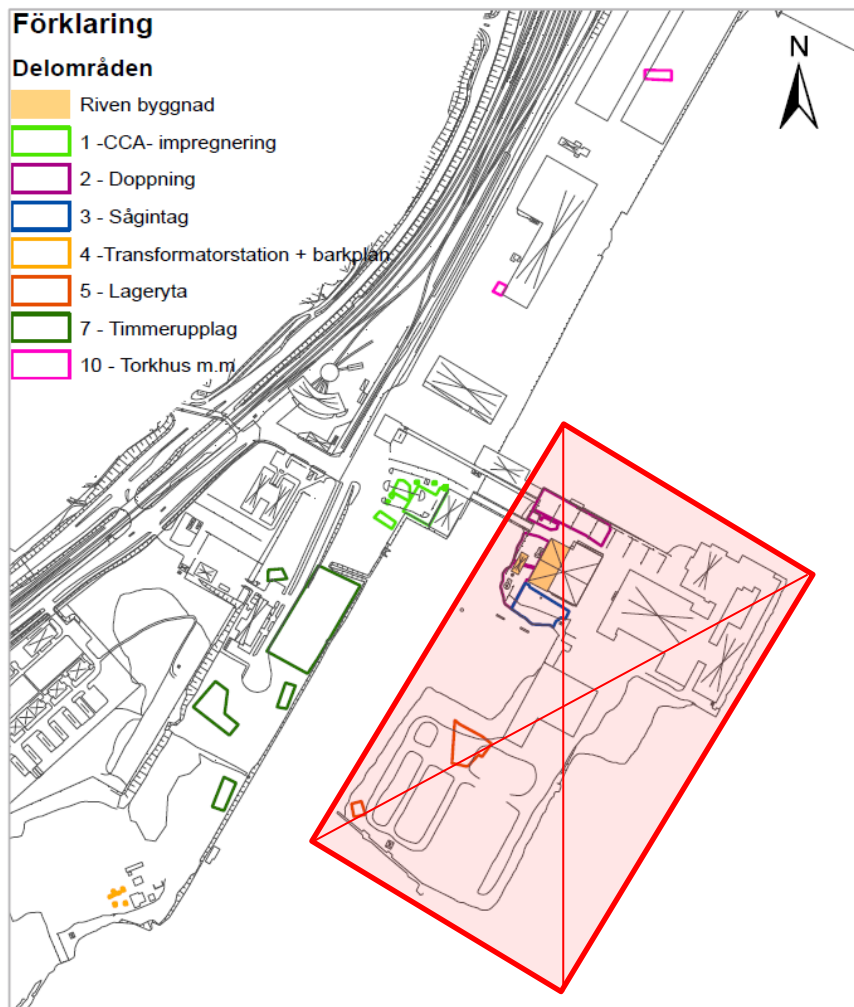 Förklaring
Delområden
Riven byggnad
1 -CCA- impregnering
2 - Doppning
3 - Sågintag
4 -Transformatorstation + barkplan
5 - Lageryta
7 - Timmerupplag
10 - Torkhus m.m
N